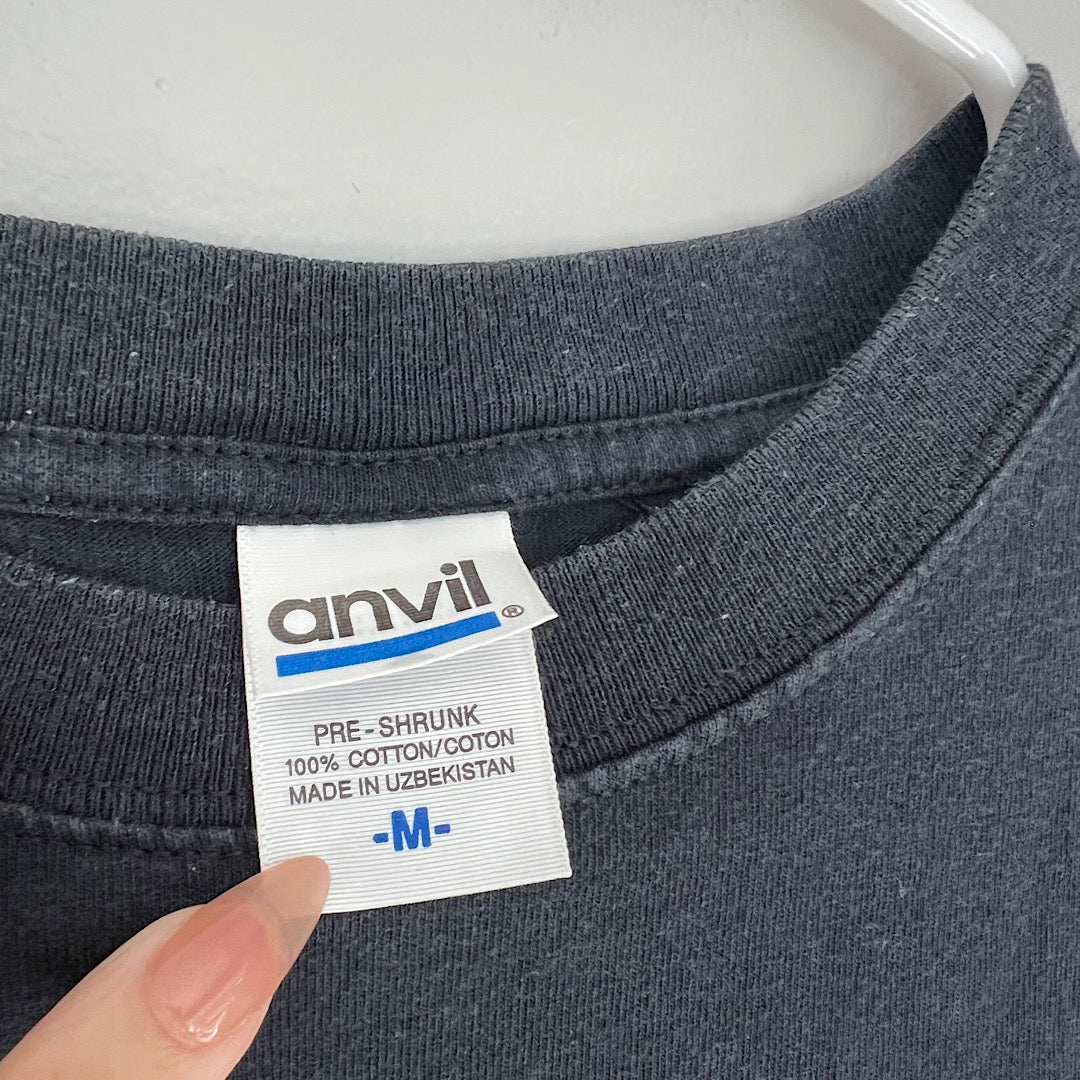 anvil®
PRE-SHRUNK
100% COTTON/COTON
MADE IN UZBEKISTAN
-M-